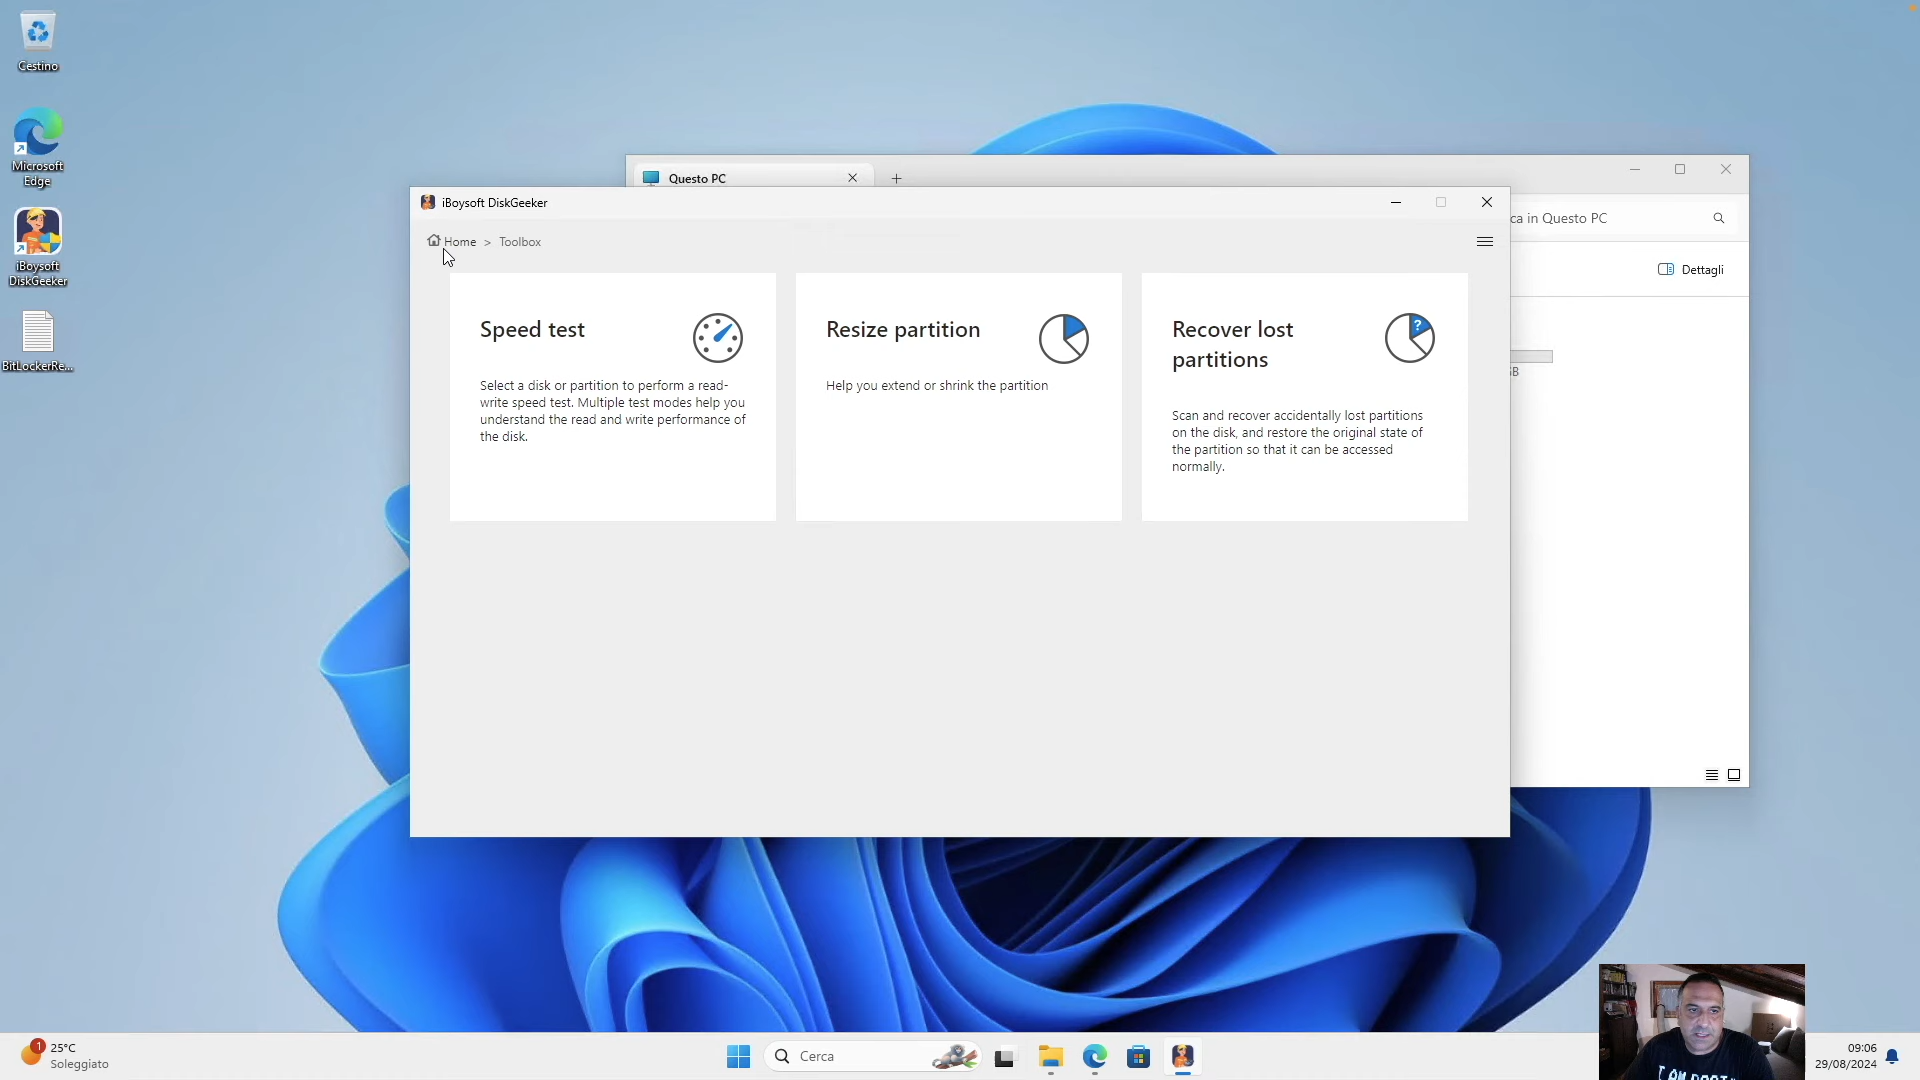 Cestino
Microsoft
Edge
iBoysoft
DiskGeeker
BitLockerRe...
Questo PC
ca in Questo PC
Dettagli
iBoysoft DiskGeeker
Home > Toolbox
Speed test
Select a disk or partition to perform a read-
write speed test. Multiple test modes help you
understand the read and write performance of
the disk.
Resize partition
Help you extend or shrink the partition
Recover lost
partitions
?
Scan and recover accidentally lost partitions
on the disk, and restore the original state of
the partition so that it can be accessed
normally.
1
25°C
Soleggiato
Cerca
09:06
29/08/2024